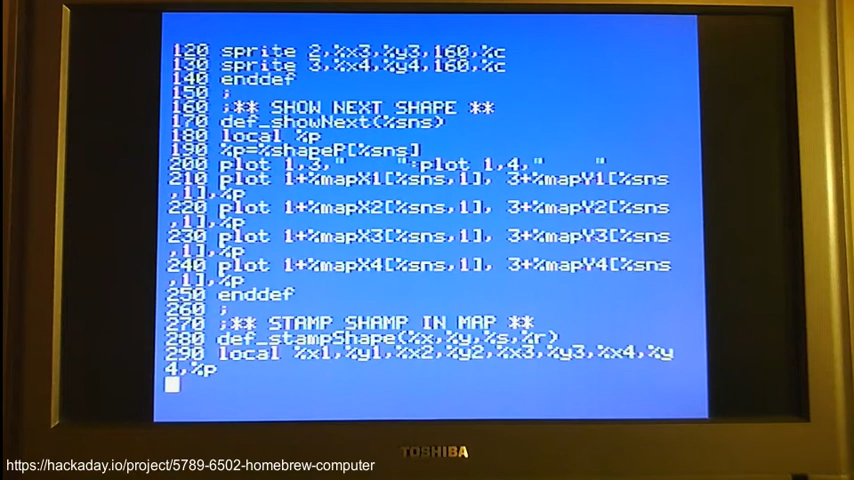 120 sprite 2,%x3,%y3,160,%c
130 sprite 3,%x4,%y4,160,%c
140 enddef
150 ;
160 ;** SHOW NEXT SHAPE **
170 def_showNext(%sns)
180 local %p
190 %p=%shapeP[%sns]
200 plot 1,3,"    ":plot 1,4,"    "
210 plot 1+%mapX1[%sns,1], 3+%mapY1[%sns
,1],%p
220 plot 1+%mapX2[%sns,1], 3+%mapY2[%sns
,1],%p
230 plot 1+%mapX3[%sns,1], 3+%mapY3[%sns
,1],%p
240 plot 1+%mapX4[%sns,1], 3+%mapY4[%sns
,1],%p
250 enddef
260 ;
270 ;** STAMP SHAMP IN MAP **
280 def_stampShape(%x,%y,%s,%r)
290 local %x1,%y1,%x2,%y2,%x3,%y3,%x4,%y
4,%p
TOSHIBA
https://hackaday.io/project/5789-6502-homebrew-computer